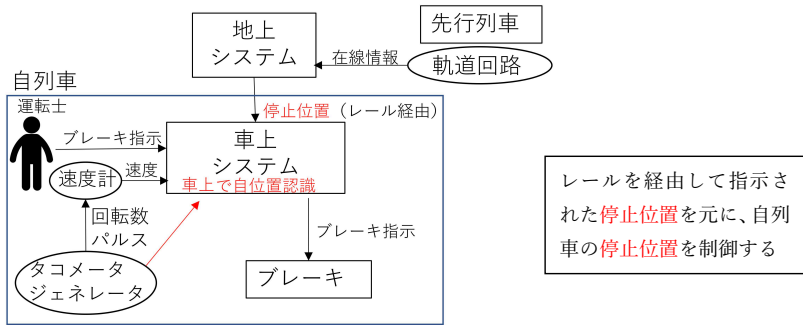 地上
システム
先行列車
在線情報
軌道回路
自列車
運転士
停止位置（レール経由）
ブレーキ指示
車上
システム
車上で自位置認識
速度計
速度
回転数
パルス
ブレーキ指示
タコメータ
ジェネレータ
ブレーキ
レールを経由して指示さ
れた停止位置を元に、自列
車の停止位置を制御する